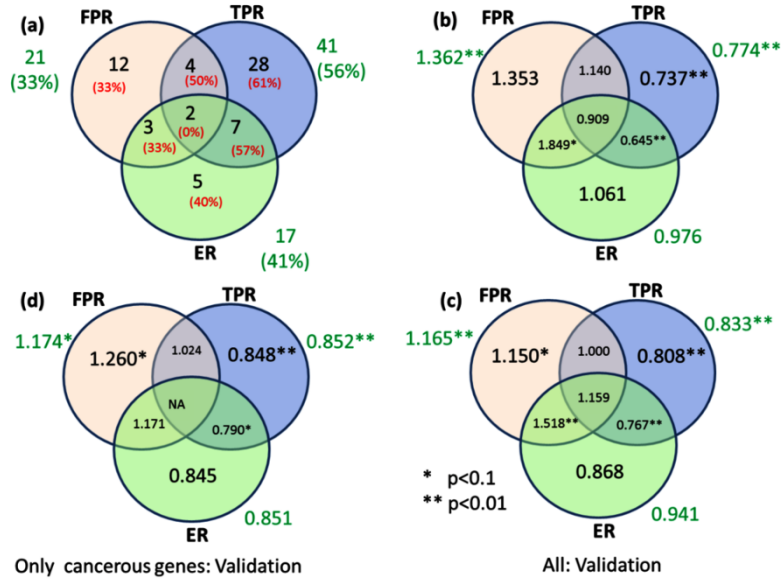 (a)
FPR
TPR
21
(33%)
12
(33%)
4
(50%)
28
(61%)
41
(56%)
2
(0%)
3
(33%)
7
(57%)
5
(40%)
17
(41%)
ER
(b)
FPR
TPR
1.362**
1.353
1.140
0.737**
0.774**
0.909
1.849*
0.645**
1.061
0.976
ER
(d)
FPR
TPR
1.174*
1.260*
1.024
0.848**
0.852**
NA
1.171
0.790*
0.845
0.851
ER
Only cancerous genes: Validation
(c)
FPR
TPR
1.165**
1.150*
1.000
0.808**
0.833**
1.159
1.518**
0.767**
0.868
* p<0.1
** p<0.01
0.941
ER
All: Validation